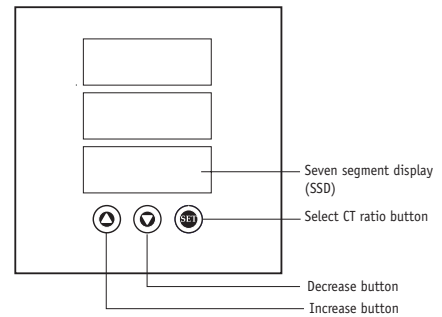 Seven segment display
(SSD)
SET
Select CT ratio button
Decrease button
Increase button